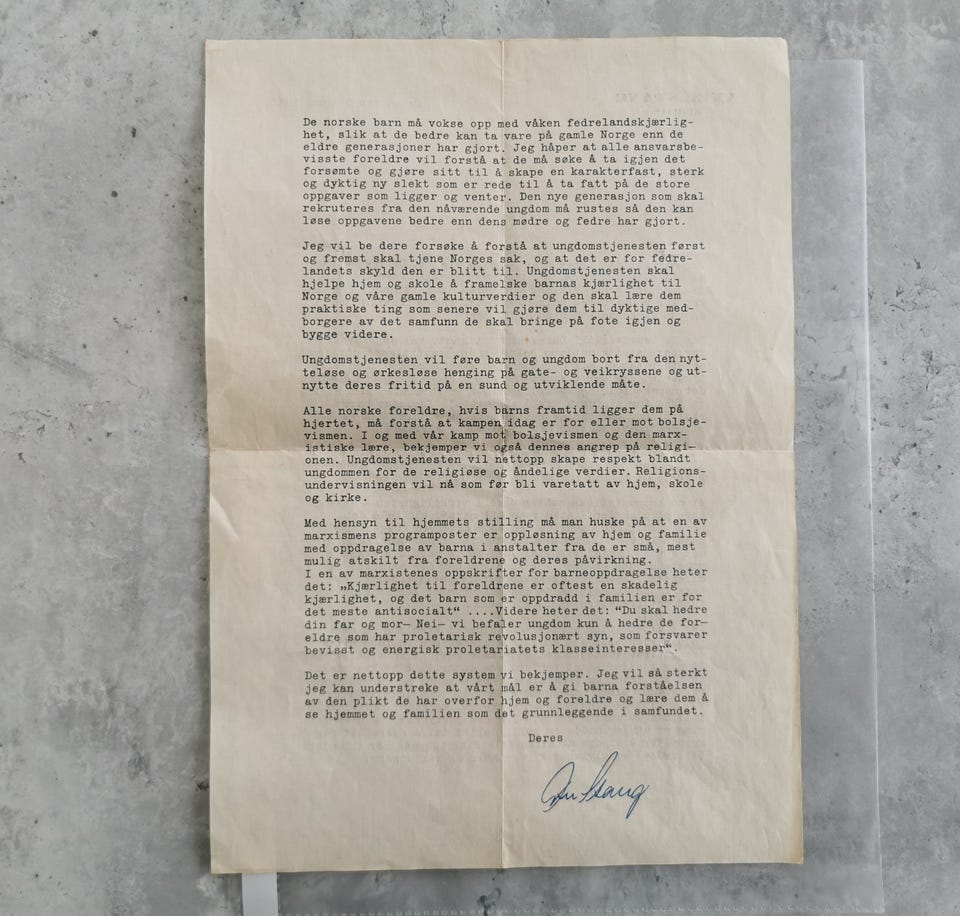 De norske barn må vokse opp med våken fedrelandskjærlig-
het, slik at de bedre kan ta vare på gamle Norge enn de
eldre generasjoner har gjort. Jeg håper at alle ansvarsbe-
visste foreldre vil forstå at de må søke å ta igjen det
forsømte og gjøre sitt til å skape en karakterfast, sterk
og dyktig ny slekt som er rede til å ta fatt på de store
oppgaver som ligger og venter. Den nye generasjon som skal
rekruteres fra den nåværende ungdom må rustes så den kan
løse oppgavene bedre enn dens mødre og fedre har gjort.
Jeg vil be dere forsøke å forstå at ungdomstjenesten først
og fremst skal tjene Norges sak, og at det er for fedre-
landets skyld den er blitt til. Ungdomstjenesten skal
hjelpe hjem og skole å framelske barnas kjærlighet til
Norge og våre gamle kulturverdier og den skal lære dem
praktiske ting som senere vil gjøre dem til dyktige med-
borgere av det samfunn de skal bringe på fote igjen og
bygge videre.
Ungdomstjenesten vil føre barn og ungdom bort fra den nyt-
teløse og ørkesløse henging på gate- og veikryssene og ut-
nytte deres fritid på en sund og utviklende måte.
Alle norske foreldre, hvis barns framtid ligger dem på
hjertet, må forstå at kampen idag er for eller mot bolsje-
vismen. I og med vår kamp mot bolsjevismen og den marx-
istiske lære, bekjemper vi også dennes angrep på religi-
onen. Ungdomstjenesten vil nettopp skape respekt blandt
ungdommen for de religiøse og åndelige verdier. Religions-
undervisningen vil nå som før bli varetatt av hjem, skole
og kirke.
Med hensyn til hjemmets stilling må man huske på at en av
marxismens programposter er oppløsning av hjem og familie
med oppdragelse av barna i anstalter fra de er små, mest
mulig atskilt fra foreldrene og deres påvirkning.
I en av marxistenes oppskrifter for barneoppdragelse heter
det: „Kjærlighet til foreldrene er oftest en skadelig
kjærlighet, og det barn som er oppdradd i familien er for
det meste antisocialt“ ....Videre heter det: “Du skal hedre
din far og mor— Nei— vi befaler ungdom kun å hedre de for-
eldre som har proletarisk revolusjonært syn, som forsvarer
bevisst og energisk proletariatets klasseinteresser“.
Det er nettopp dette system vi bekjemper. Jeg vil så sterkt
jeg kan understreke at vårt mål er å gi barna forståelsen
av den plikt de har overfor hjem og foreldre og lære dem å
se hjemmet og familien som det grunnleggende i samfundet.
Deres
Stang